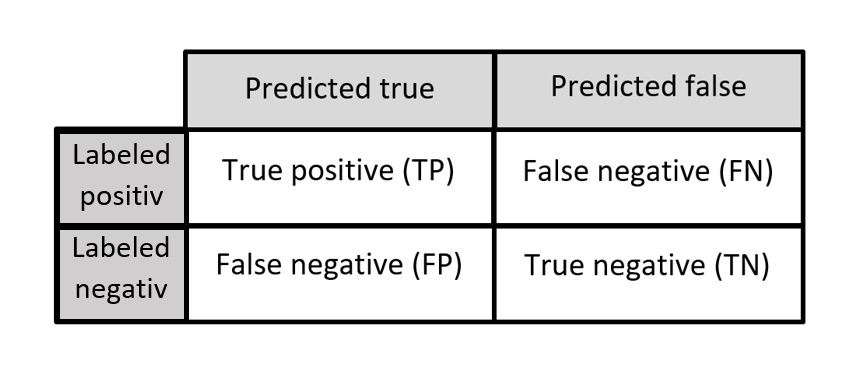 Predicted true
Predicted false
Labeled
positiv
True positive (TP)
False negative (FN)
Labeled
negativ
False negative (FP)
True negative (TN)